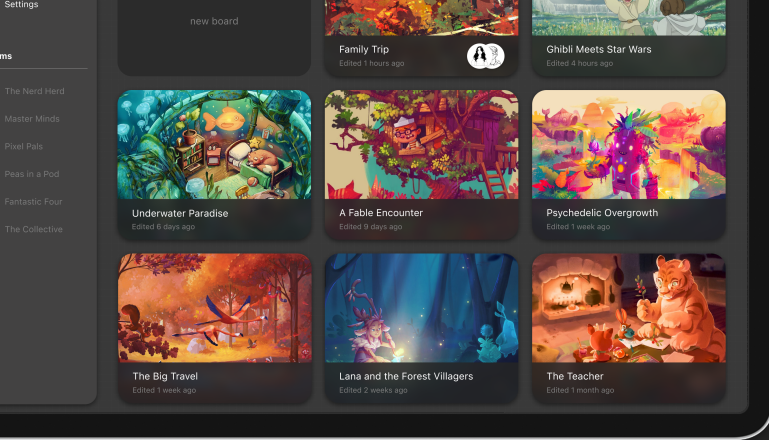 Settings
ms
The Nerd Herd
Master Minds
Pixel Pals
Peas in a Pod
Fantastic Four
The Collective
new board
Family Trip
Edited 1 hours ago
Ghibli Meets Star Wars
Edited 4 hours ago
Underwater Paradise
Edited 6 days ago
A Fable Encounter
Edited 9 days ago
Psychedelic Overgrowth
Edited 1 week ago
The Big Travel
Edited 1 week ago
Lana and the Forest Villagers
Edited 2 weeks ago
The Teacher
Edited 1 month ago